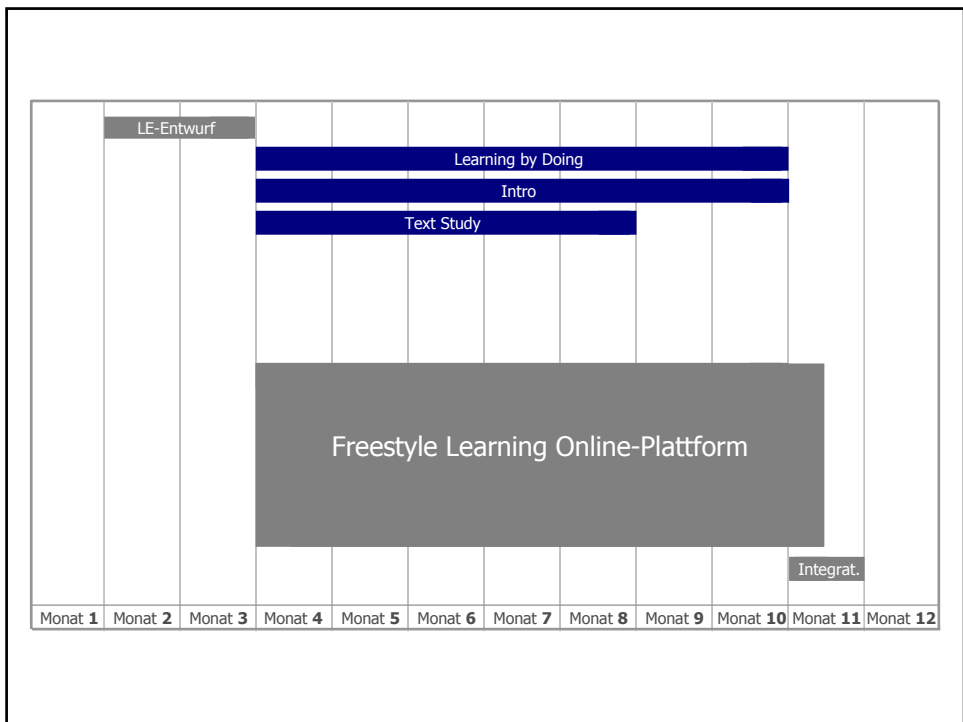 LE-Entwurf
Learning by Doing
Intro
Text Study
Freestyle Learning Online-Plattform
Integrat.
Monat 1 Monat 2 Monat 3 Monat 4 Monat 5 Monat 6 Monat 7 Monat 8 Monat 9 Monat 10 Monat 11 Monat 12